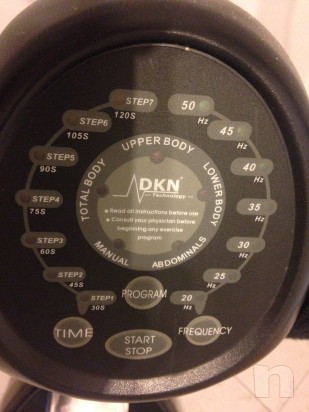 STEP7
120S
STEP6
105S
STEP5
90S
STEP4
75S
STEP3
60S
STEP2
45S
STEP1
30S
50
Hz
45
Hz
40
Hz
35
Hz
30
Hz
25
Hz
20
Hz
TOTAL BODY
UPPER BODY
LOWER BODY
MANUAL
ABDOMINALS
DKN
Technology
Read all instructions before use
Consult your physician before
beginning any exercise
program
PROGRAM
TIME
START
STOP
FREQUENCY
n